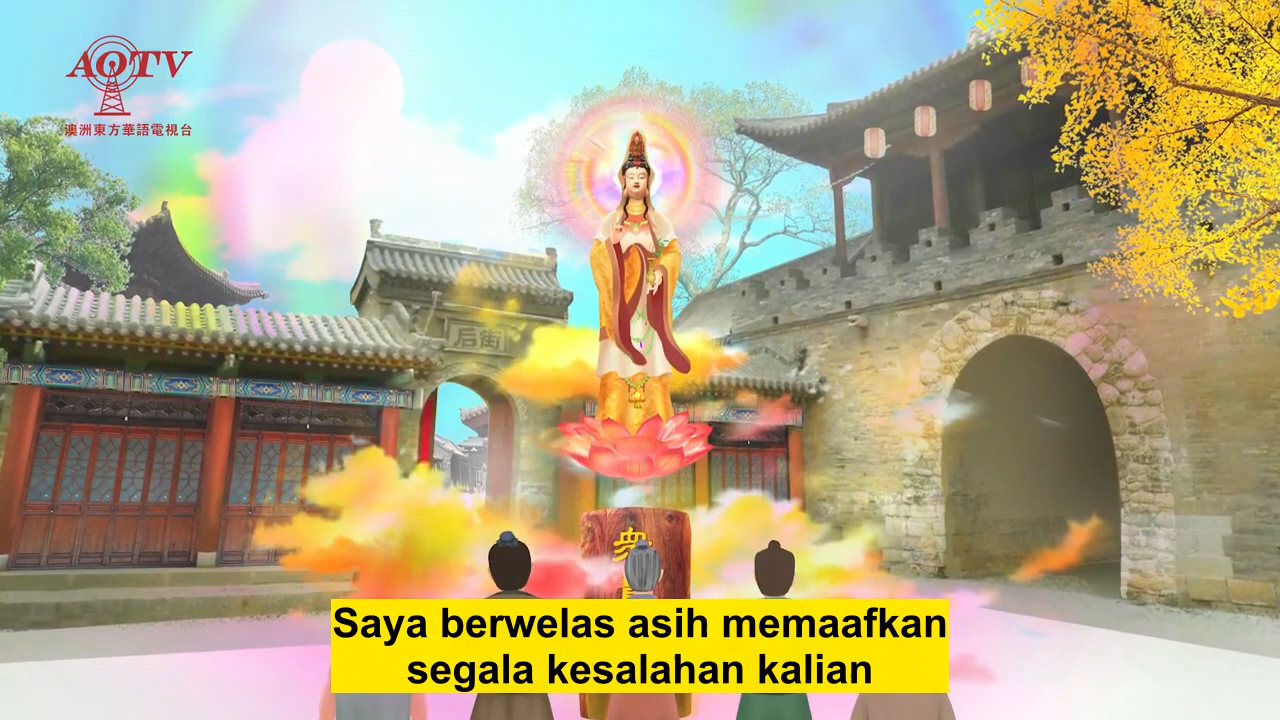 AOTV
澳洲東方華語電視台
后街
眾
Saya berwelas asih memaafkan
segala kesalahan kalian